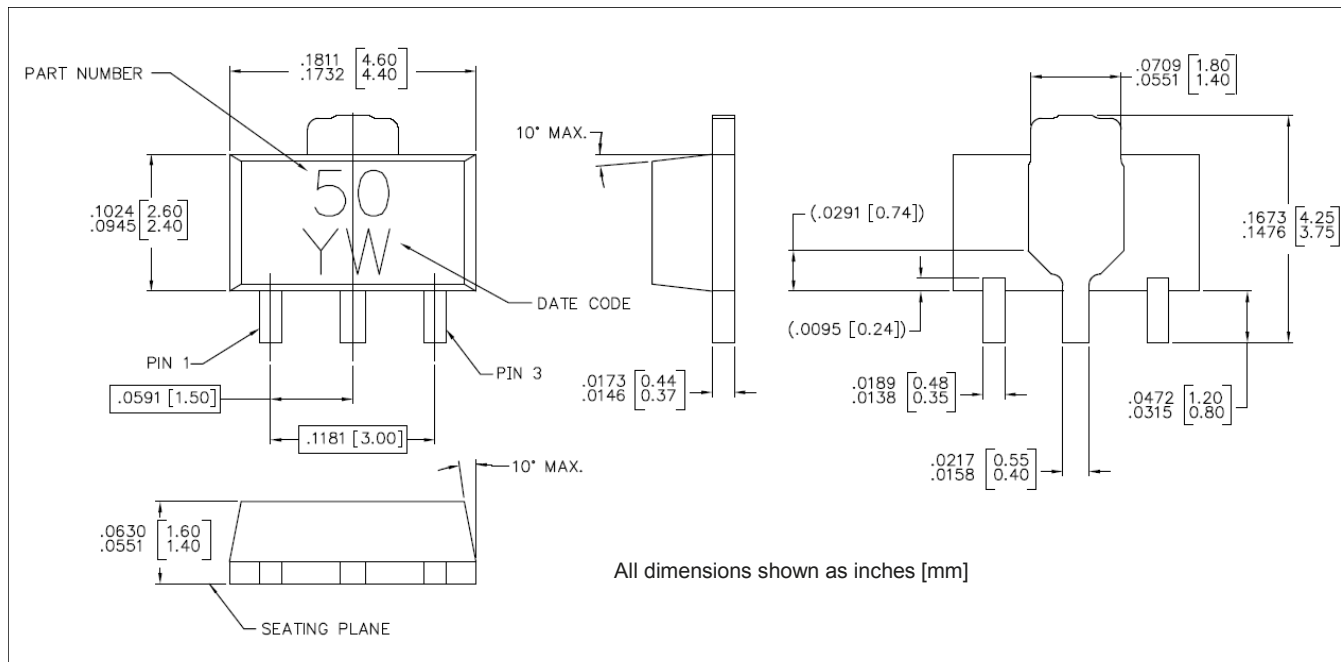 PART NUMBER
.1811 [4.60]
.1732 [4.40]
.0709 [1.80]
.0551 [1.40]
10° MAX.
50
YW
.1024 [2.60]
.0945 [2.40]
(.0291 [0.74])
.1673 [4.25]
.1476 [3.75]
DATE CODE
(.0095 [0.24])
PIN 1
PIN 3
.0591 [1.50]
.0173 [0.44]
.0146 [0.37]
.0189 [0.48]
.0138 [0.35]
.0472 [1.20]
.0315 [0.80]
.1181 [3.00]
10° MAX.
.0217 [0.55]
.0158 [0.40]
.0630 [1.60]
.0551 [1.40]
All dimensions shown as inches [mm]
SEATING PLANE